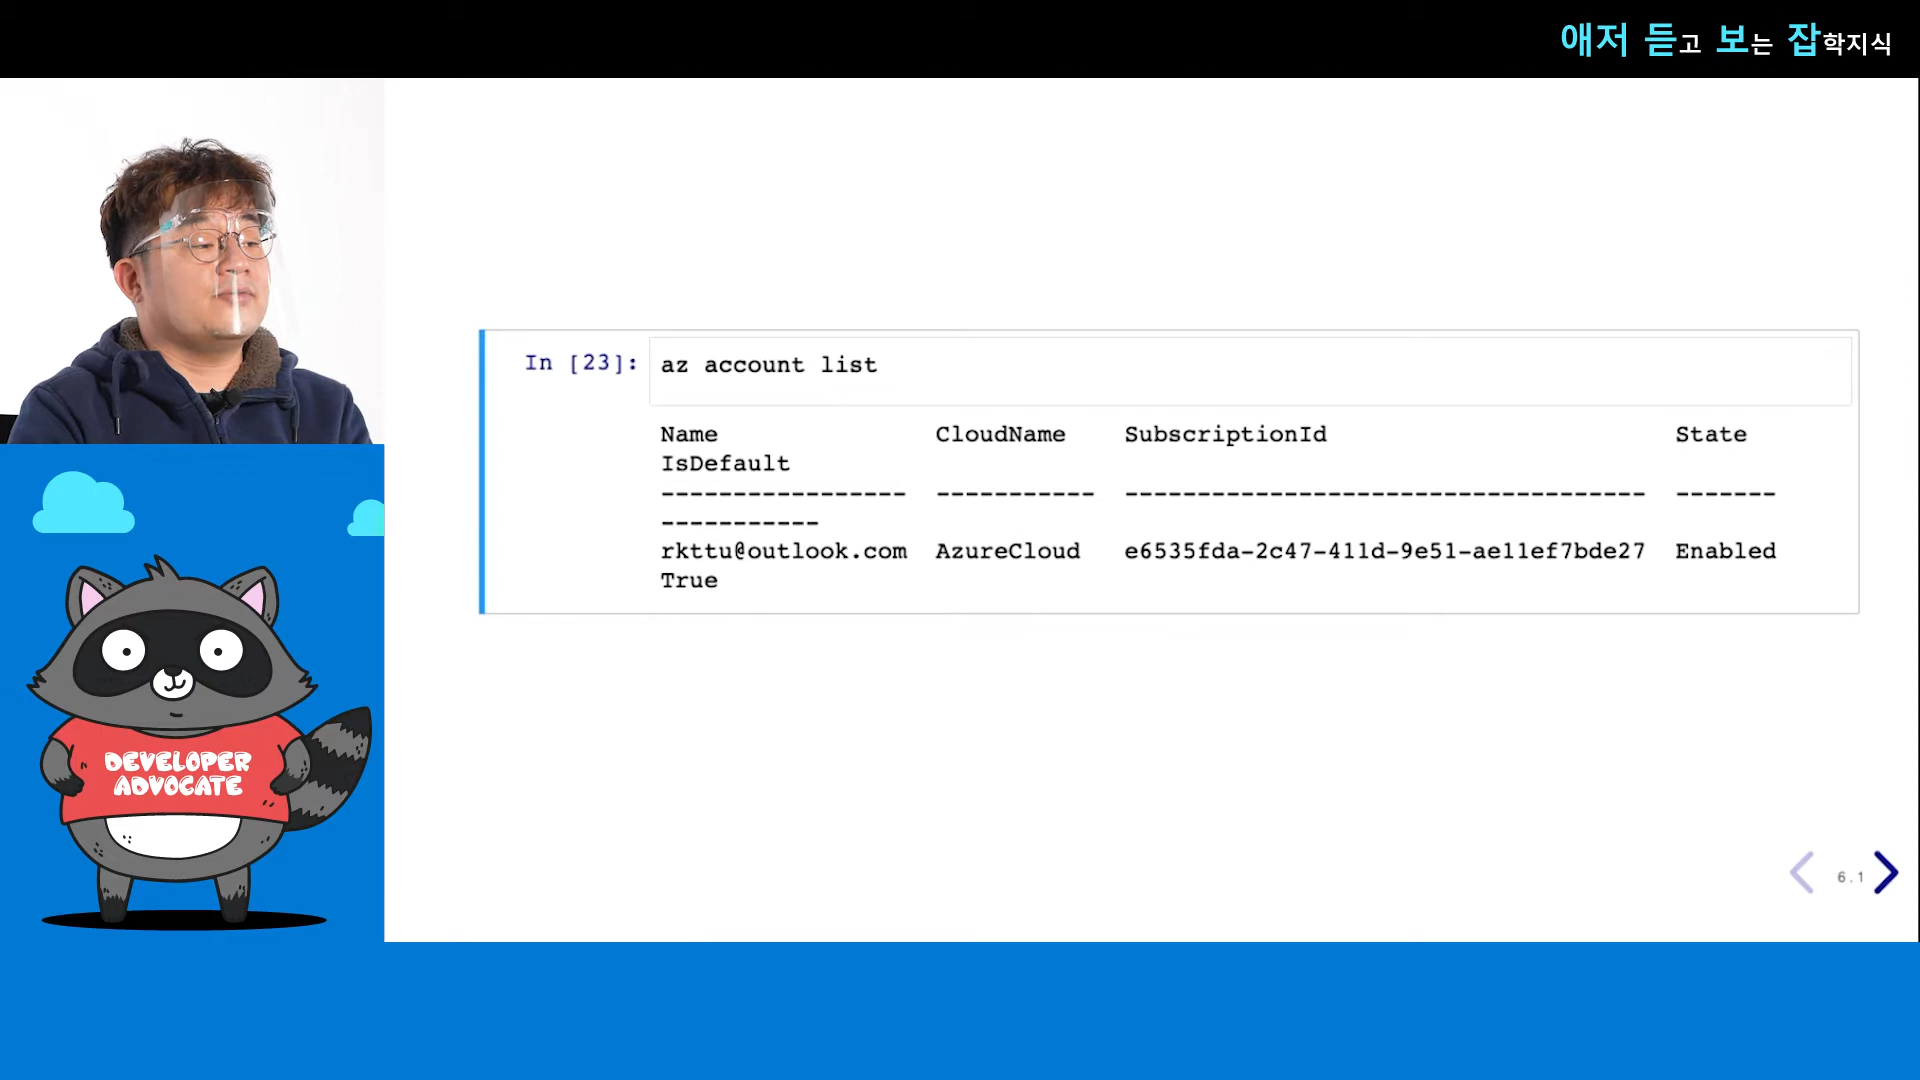 애저 듣고 보는 잡학지식
In [23]: az account list
Name CloudName SubscriptionId State
IsDefault
----------------- ----------- ------------------------------------ -------
-----------
rkttu@outlook.com AzureCloud e6535fda-2c47-411d-9e51-ae11ef7bde27 Enabled
True
DEVELOPER
ADVOCATE
6.1